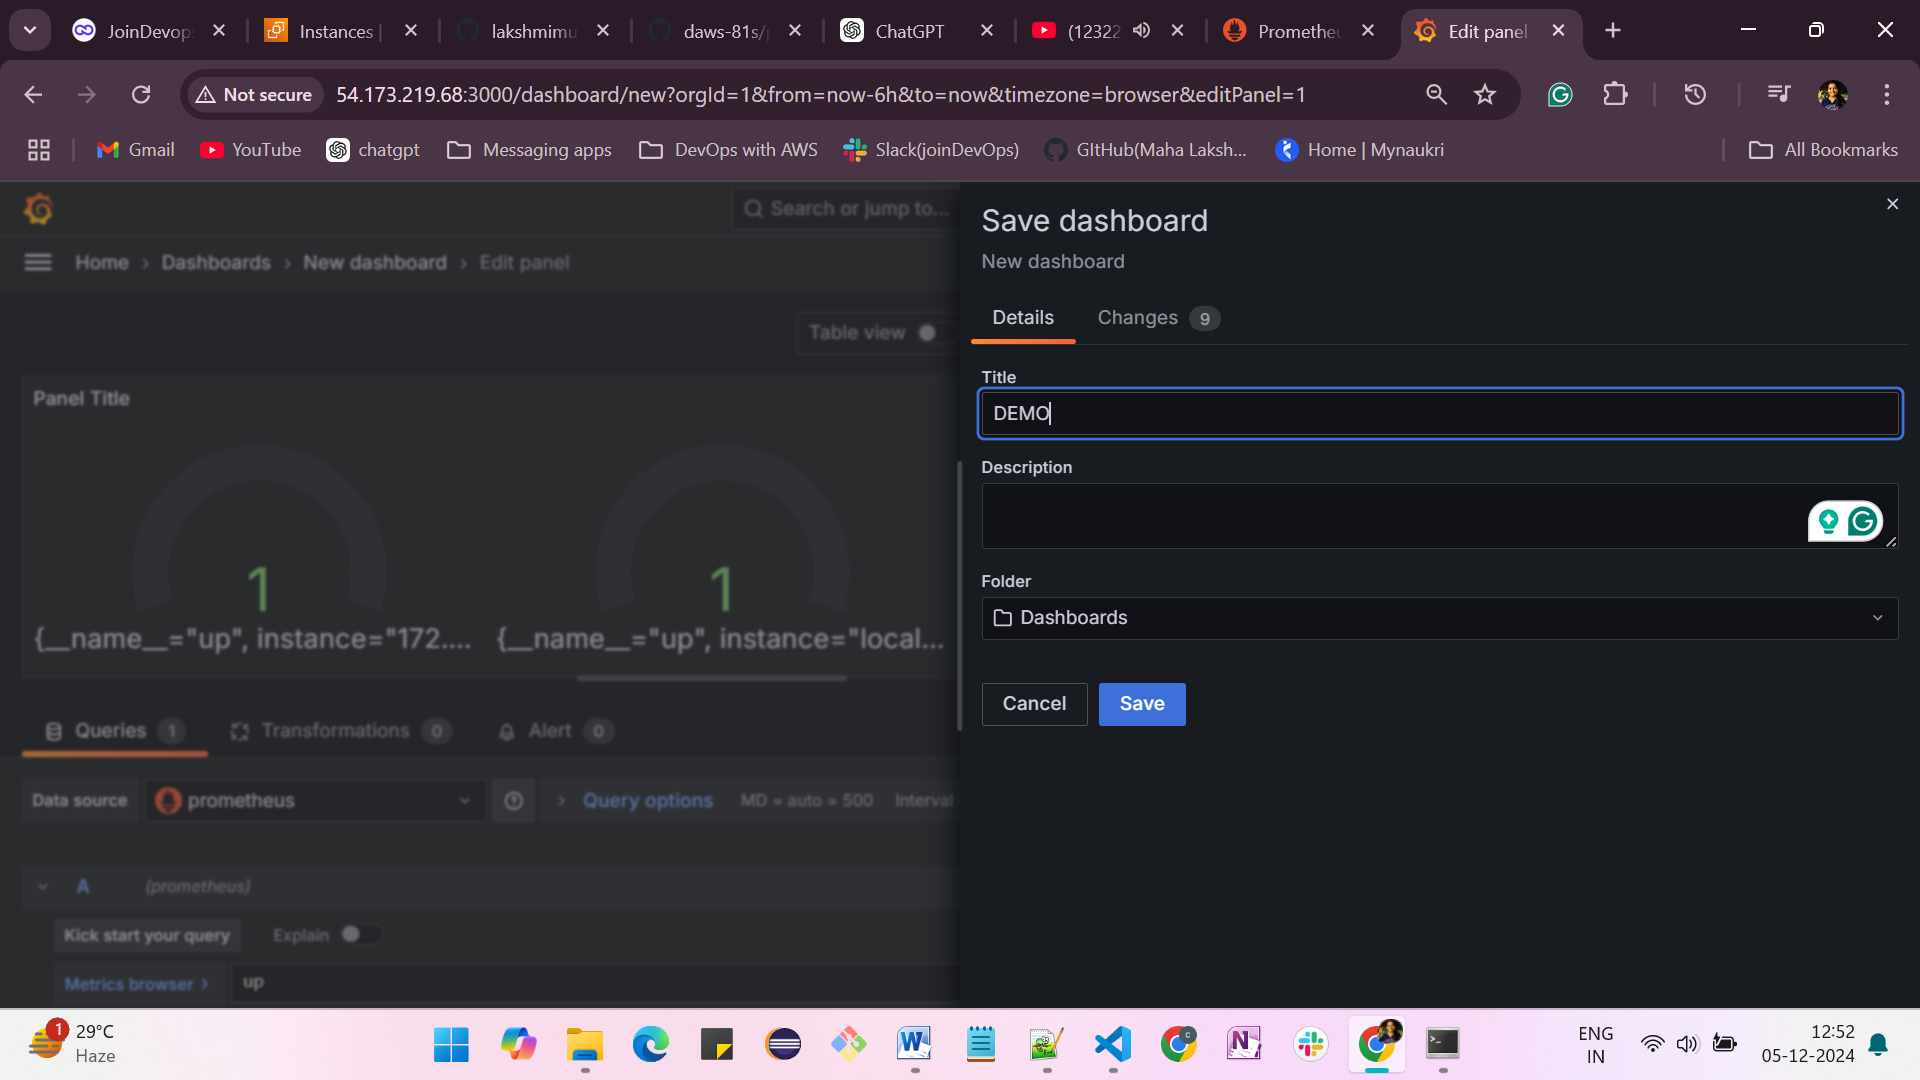 JoinDevop
Instances |
lakshmimu
daws-81s/p
ChatGPT
(12322
Prometheu
Edit panel
Not secure
54.173.219.68:3000/dashboard/new?orgId=1&from=now-6h&to=now&timezone=browser&editPanel=1
Gmail
YouTube
chatgpt
Messaging apps
DevOps with AWS
Slack(joinDevOps)
GItHub(Maha Laksh...
Home | Mynaukri
All Bookmarks
Search or jump to...
Home › Dashboards › New dashboard › Edit panel
Table view
Panel Title
1
1
{__name__="up", instance="172....
{__name__="up", instance="local...
Queries 1
Transformations 0
Alert 0
Data source
prometheus
Query options
MD = auto = 500
Interval
A
(prometheus)
Kick start your query
Explain
Metrics browser >
up
Save dashboard
New dashboard
Details
Changes 9
Title
DEMO
Description
Folder
Dashboards
Cancel
Save
1
29°C
Haze
ENG
IN
12:52
05-12-2024